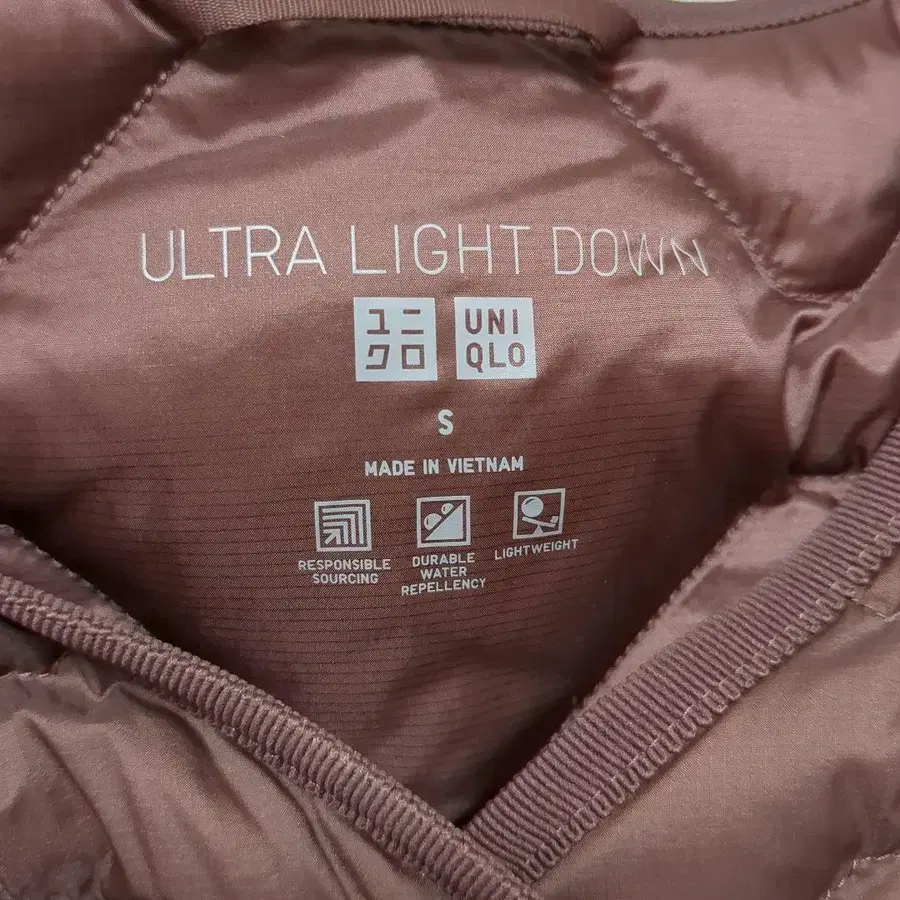 ULTRA LIGHT DOWN
ユニ
クロ
UNI
QLO
S
MADE IN VIETNAM
RESPONSIBLE
SOURCING
DURABLE
WATER
REPELLENCY
LIGHTWEIGHT